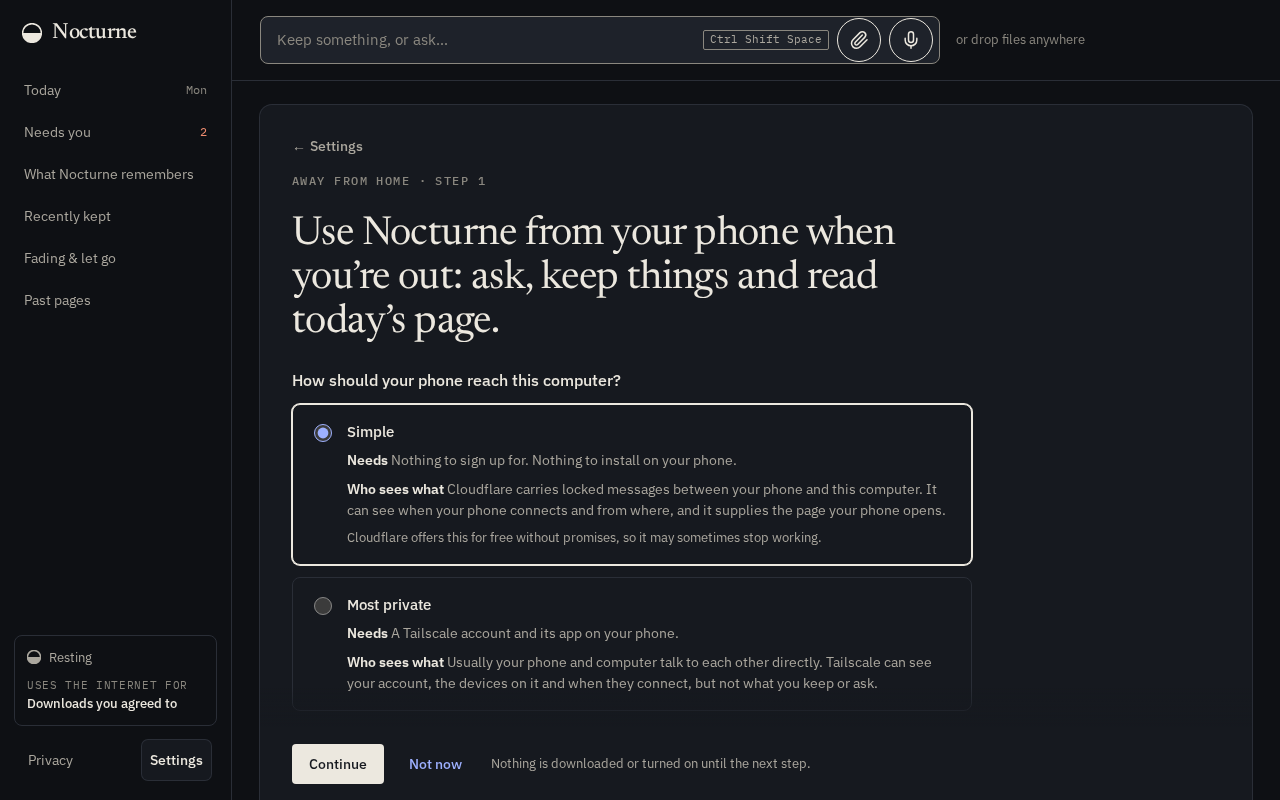 Nocturne
Keep something, or ask...
Ctrl Shift Space
or drop files anywhere
Today
Mon
Needs you
2
What Nocturne remembers
Recently kept
Fading & let go
Past pages
← Settings
AWAY FROM HOME · STEP 1
Use Nocturne from your phone when
you’re out: ask, keep things and read
today’s page.
How should your phone reach this computer?
Simple
Needs Nothing to sign up for. Nothing to install on your phone.
Who sees what Cloudflare carries locked messages between your phone and this computer. It
can see when your phone connects and from where, and it supplies the page your phone opens.
Cloudflare offers this for free without promises, so it may sometimes stop working.
Most private
Needs A Tailscale account and its app on your phone.
Who sees what Usually your phone and computer talk to each other directly. Tailscale can see
your account, the devices on it and when they connect, but not what you keep or ask.
Continue
Not now
Nothing is downloaded or turned on until the next step.
Resting
USES THE INTERNET FOR
Downloads you agreed to
Privacy
Settings